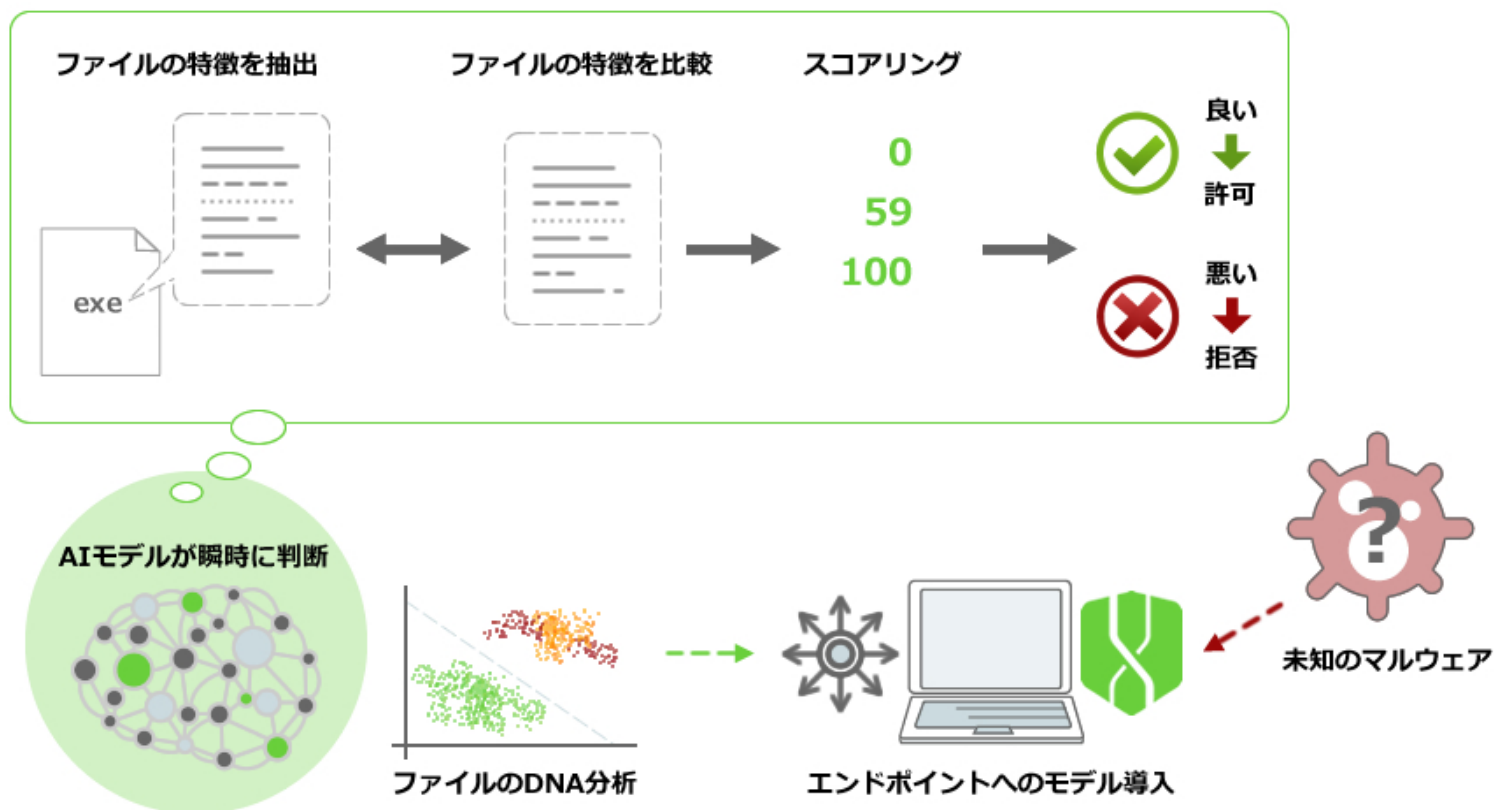 ファイルの特徴を抽出
ファイルの特徴を比較
スコアリング
exe
0
59
100
良い
許可
悪い
拒否
AIモデルが瞬時に判断
?
未知のマルウェア
ファイルのDNA分析
エンドポイントへのモデル導入